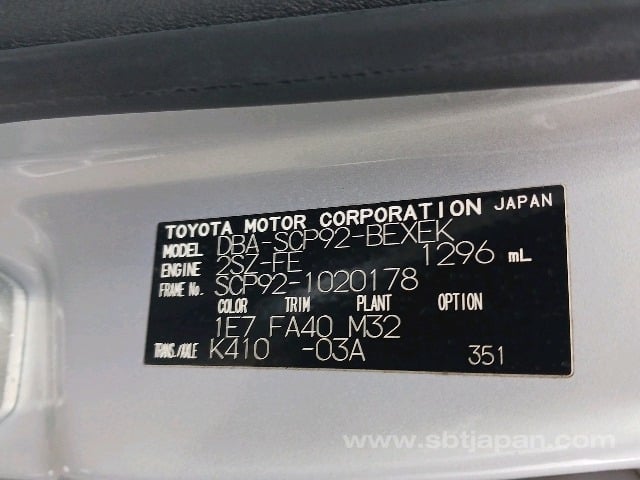 TOYOTA MOTOR CORPORATION JAPAN
MODEL DBA-SCP92-BEXEK
ENGINE 2SZ-FE 1296 mL
FRAME No. SCP92-1020178
COLOR TRIM PLANT OPTION
1E7 FA40 M32
TRANS./AXLE K410 -03A 351
www.sbtjapan.com